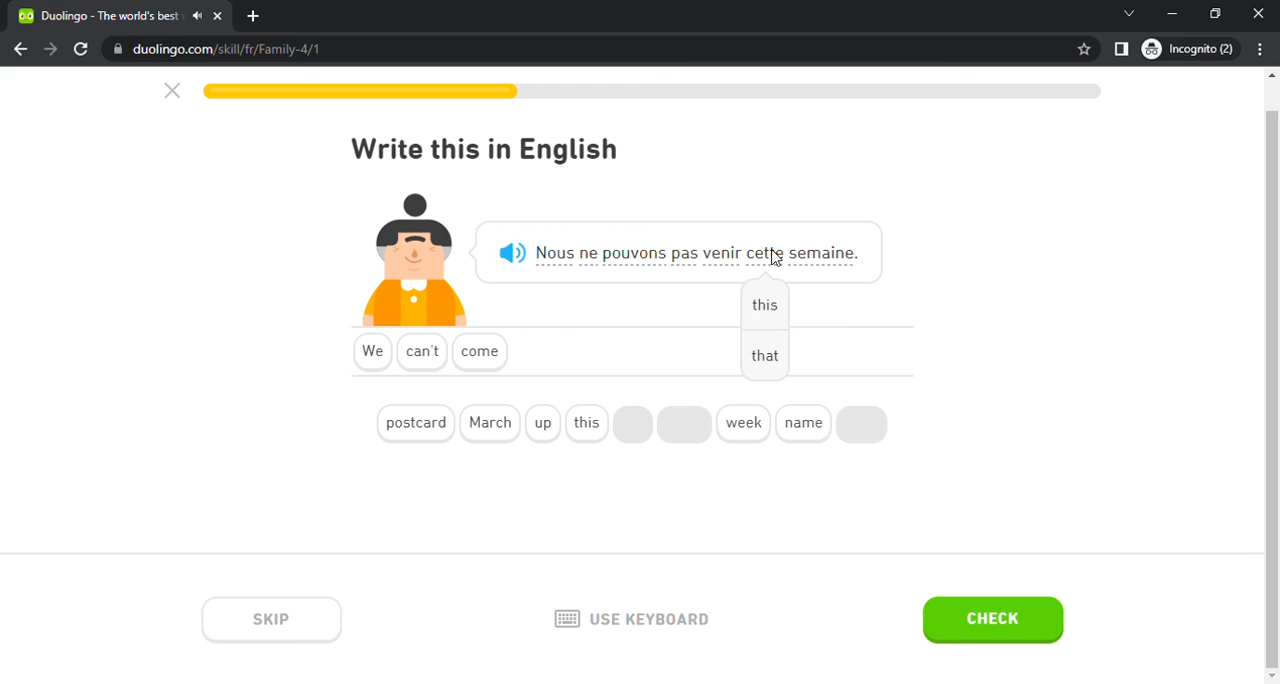 Duolingo - The world's best
duolingo.com/skill/fr/Family-4/1
Incognito (2)
Write this in English
Nous ne pouvons pas venir cette semaine.
this
that
We can't come
postcard March up this week name
SKIP
USE KEYBOARD
CHECK